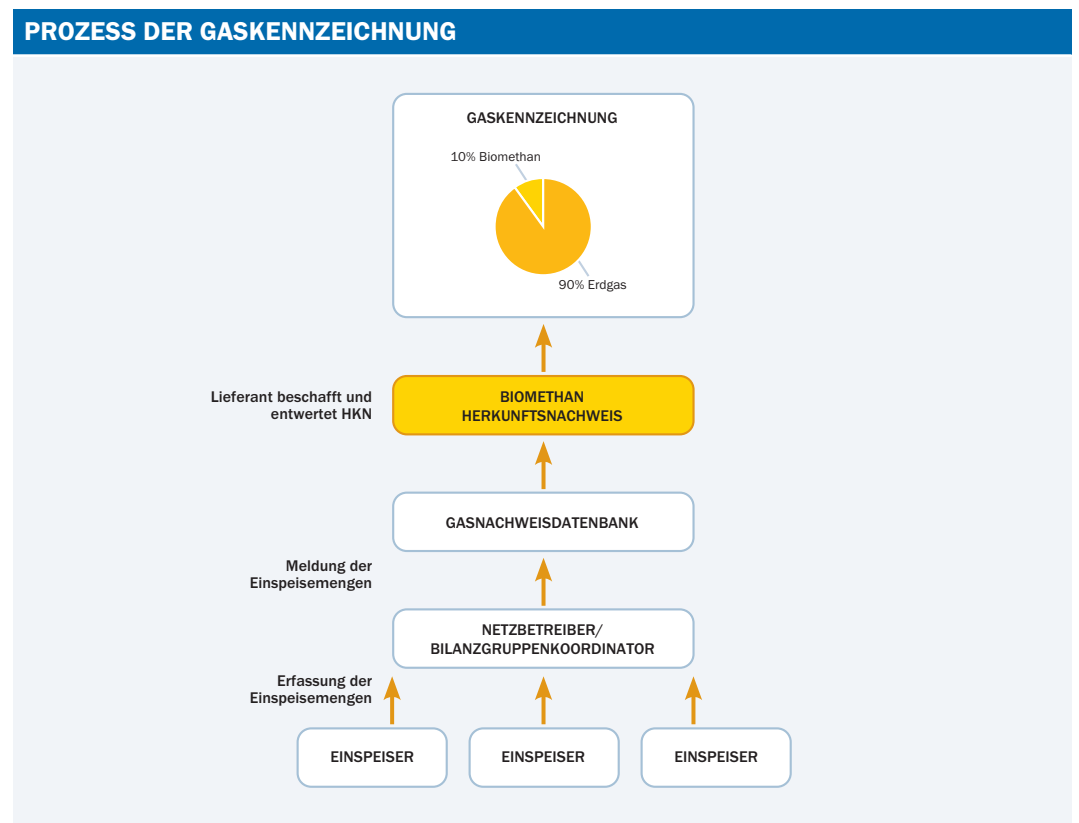 PROZESS DER GASKENNZEICHNUNG
GASKENNZEICHNUNG
10% Biomethan
90% Erdgas
Lieferant beschafft und
entwertet HKN
BIOMETHAN
HERKUNFTSNACHWEIS
GASNACHWEISDATENBANK
Meldung der
Einspeisemengen
NETZBETREIBER/
BILANZGRUPPENKOORDINATOR
Erfassung der
Einspeisemengen
EINSPEISER
EINSPEISER
EINSPEISER